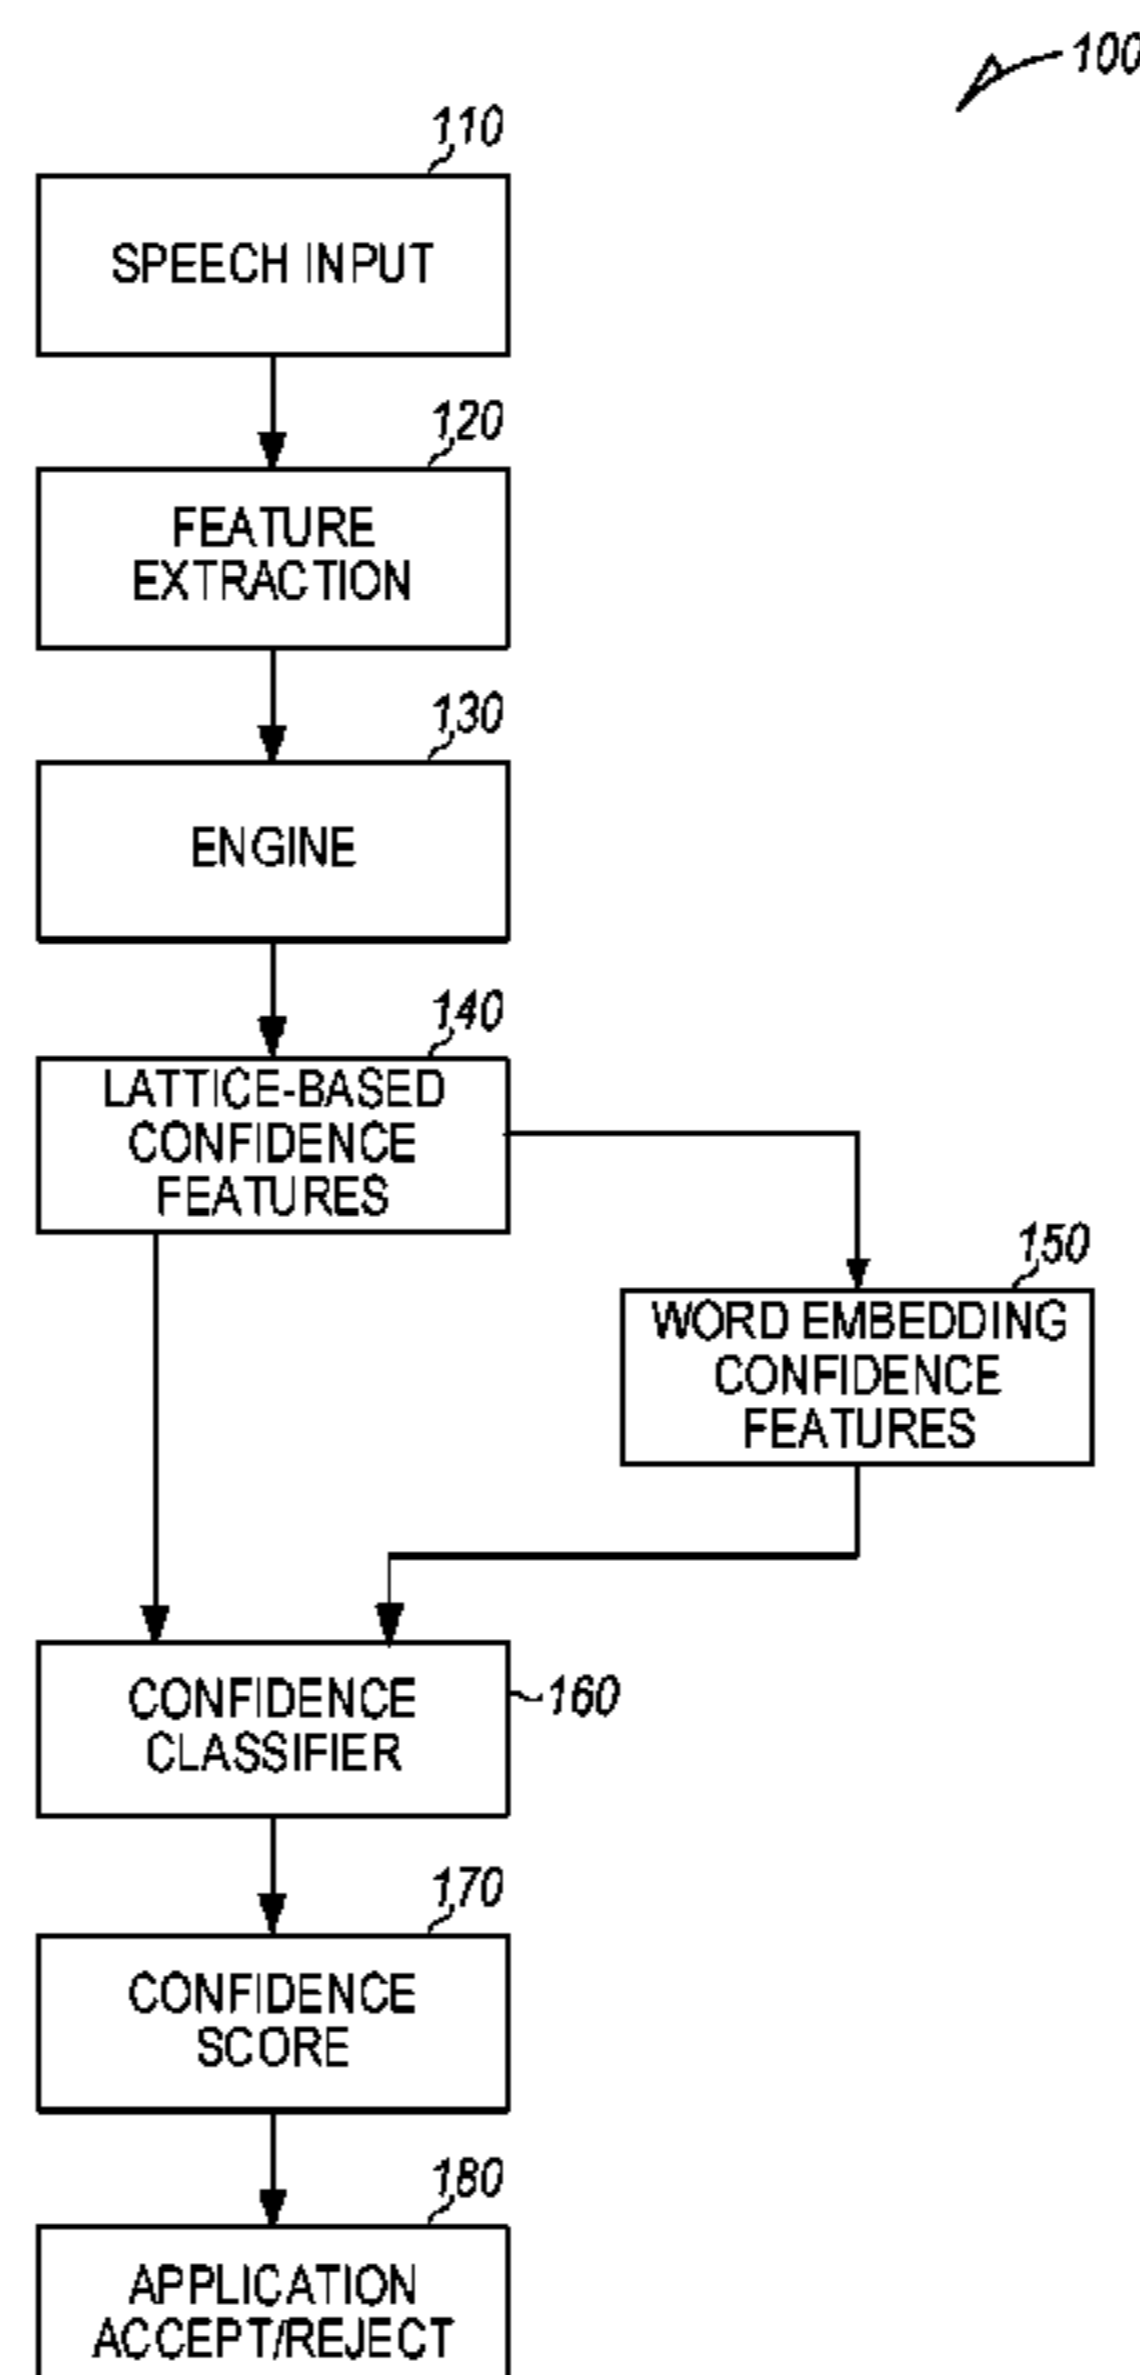 100
110
SPEECH INPUT
120
FEATURE
EXTRACTION
130
ENGINE
140
LATTICE-BASED
CONFIDENCE
FEATURES
150
WORD EMBEDDING
CONFIDENCE
FEATURES
CONFIDENCE
CLASSIFIER
160
170
CONFIDENCE
SCORE
180
APPLICATION
ACCEPT/REJECT